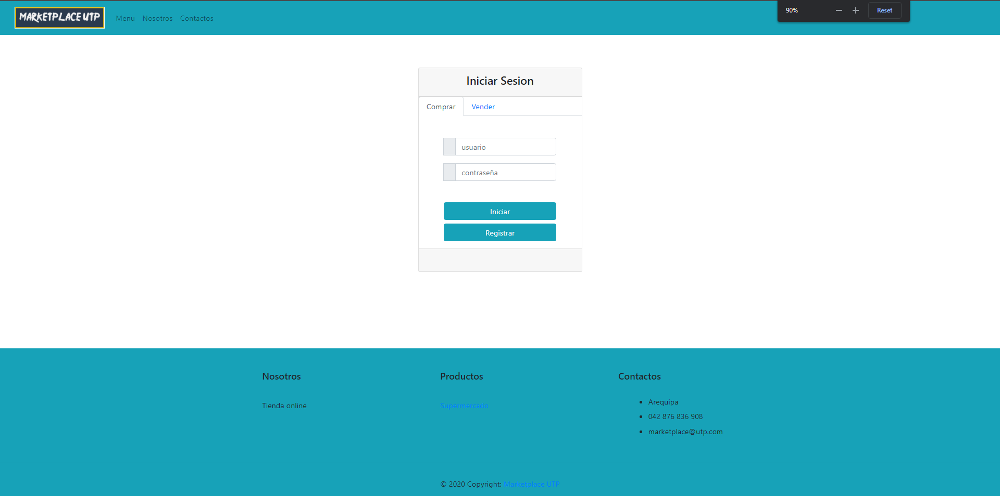 MARKETPLACE UTP
Menu Nosotros Contactos
90%
Reset
Iniciar Sesion
Comprar Vender
usuario
contraseña
Iniciar
Registrar
Nosotros
Tienda online
Productos
Supermercado
Contactos
Arequipa
042 876 836 908
marketplace@utp.com
© 2020 Copyright: Marketplace UTP